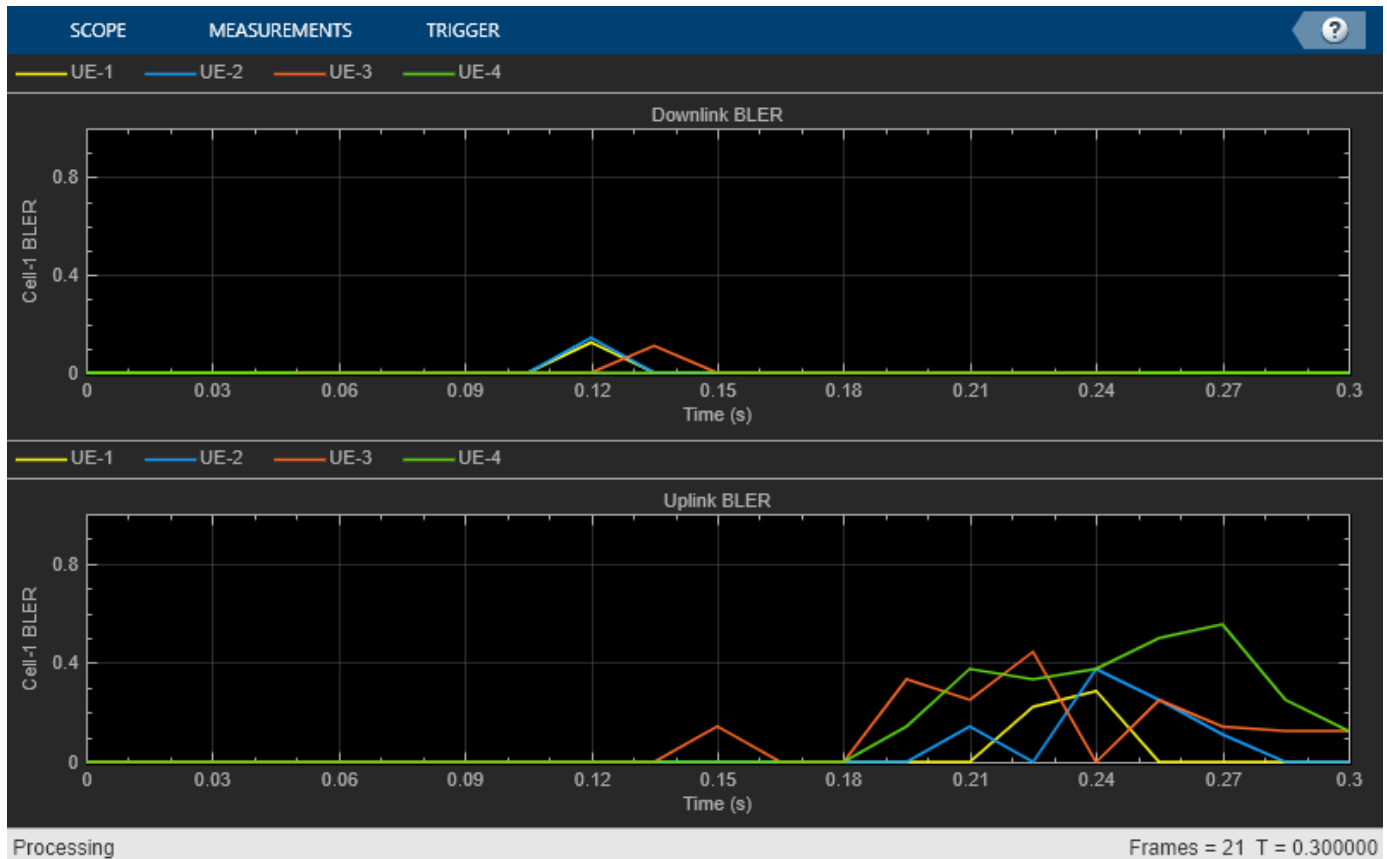 SCOPE MEASUREMENTS TRIGGER ?
UE-1 UE-2 UE-3 UE-4
Downlink BLER
Cell-1 BLER
0.8
0.4
0
0 0.03 0.06 0.09 0.12 0.15 0.18 0.21 0.24 0.27 0.3
Time (s)
UE-1 UE-2 UE-3 UE-4
Uplink BLER
Cell-1 BLER
0.8
0.4
0
0 0.03 0.06 0.09 0.12 0.15 0.18 0.21 0.24 0.27 0.3
Time (s)
Processing Frames = 21 T = 0.300000